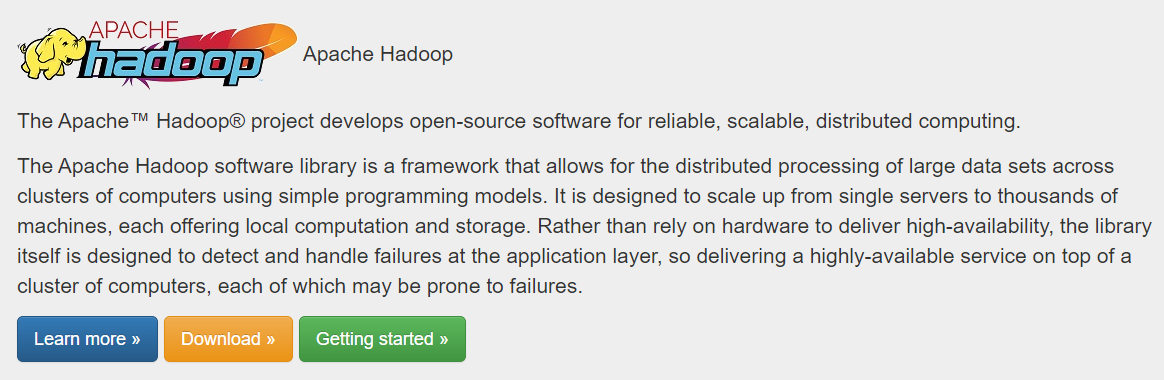 APACHE
hadoop
Apache Hadoop
The Apache™ Hadoop® project develops open-source software for reliable, scalable, distributed computing.
The Apache Hadoop software library is a framework that allows for the distributed processing of large data sets across
clusters of computers using simple programming models. It is designed to scale up from single servers to thousands of
machines, each offering local computation and storage. Rather than rely on hardware to deliver high-availability, the library
itself is designed to detect and handle failures at the application layer, so delivering a highly-available service on top of a
cluster of computers, each of which may be prone to failures.
Learn more » Download » Getting started »